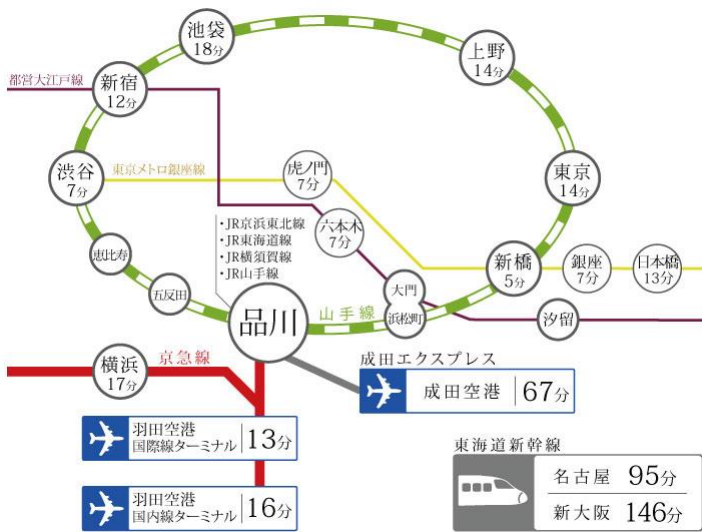 池袋
18分
上野
14分
都営大江戸線
新宿
12分
渋谷
7分
東京メトロ銀座線
虎ノ門
7分
東京
14分
・JR京浜東北線
・JR東海道線
・JR横須賀線
・JR山手線
六本木
7分
恵比寿
五反田
新橋
5分
銀座
7分
日本橋
13分
大門
浜松町
汐留
品川
山手線
京急線
横浜
17分
成田エクスプレス
成田空港 67分
羽田空港
国際線ターミナル 13分
羽田空港
国内線ターミナル 16分
東海道新幹線
名古屋 95分
新大阪 146分